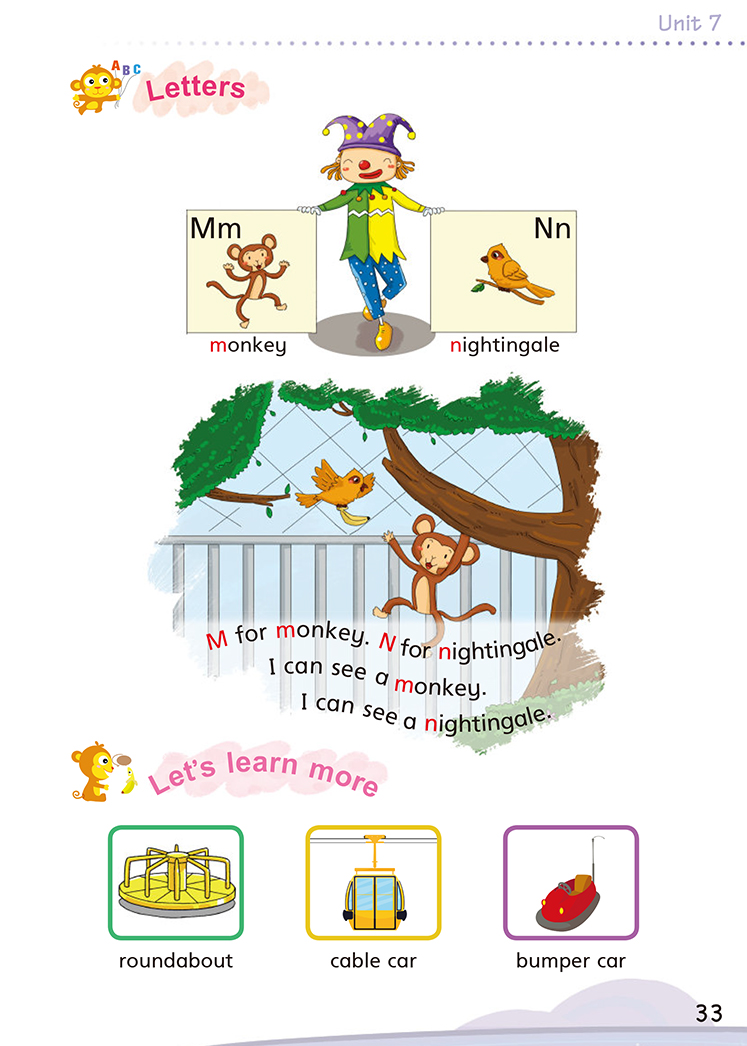 Unit 7
ABC
Letters
Mm
Nn
monkey
nightingale
M for monkey. N for nightingale.
I can see a monkey.
I can see a nightingale.
Let's learn more
roundabout
cable car
bumper car
33